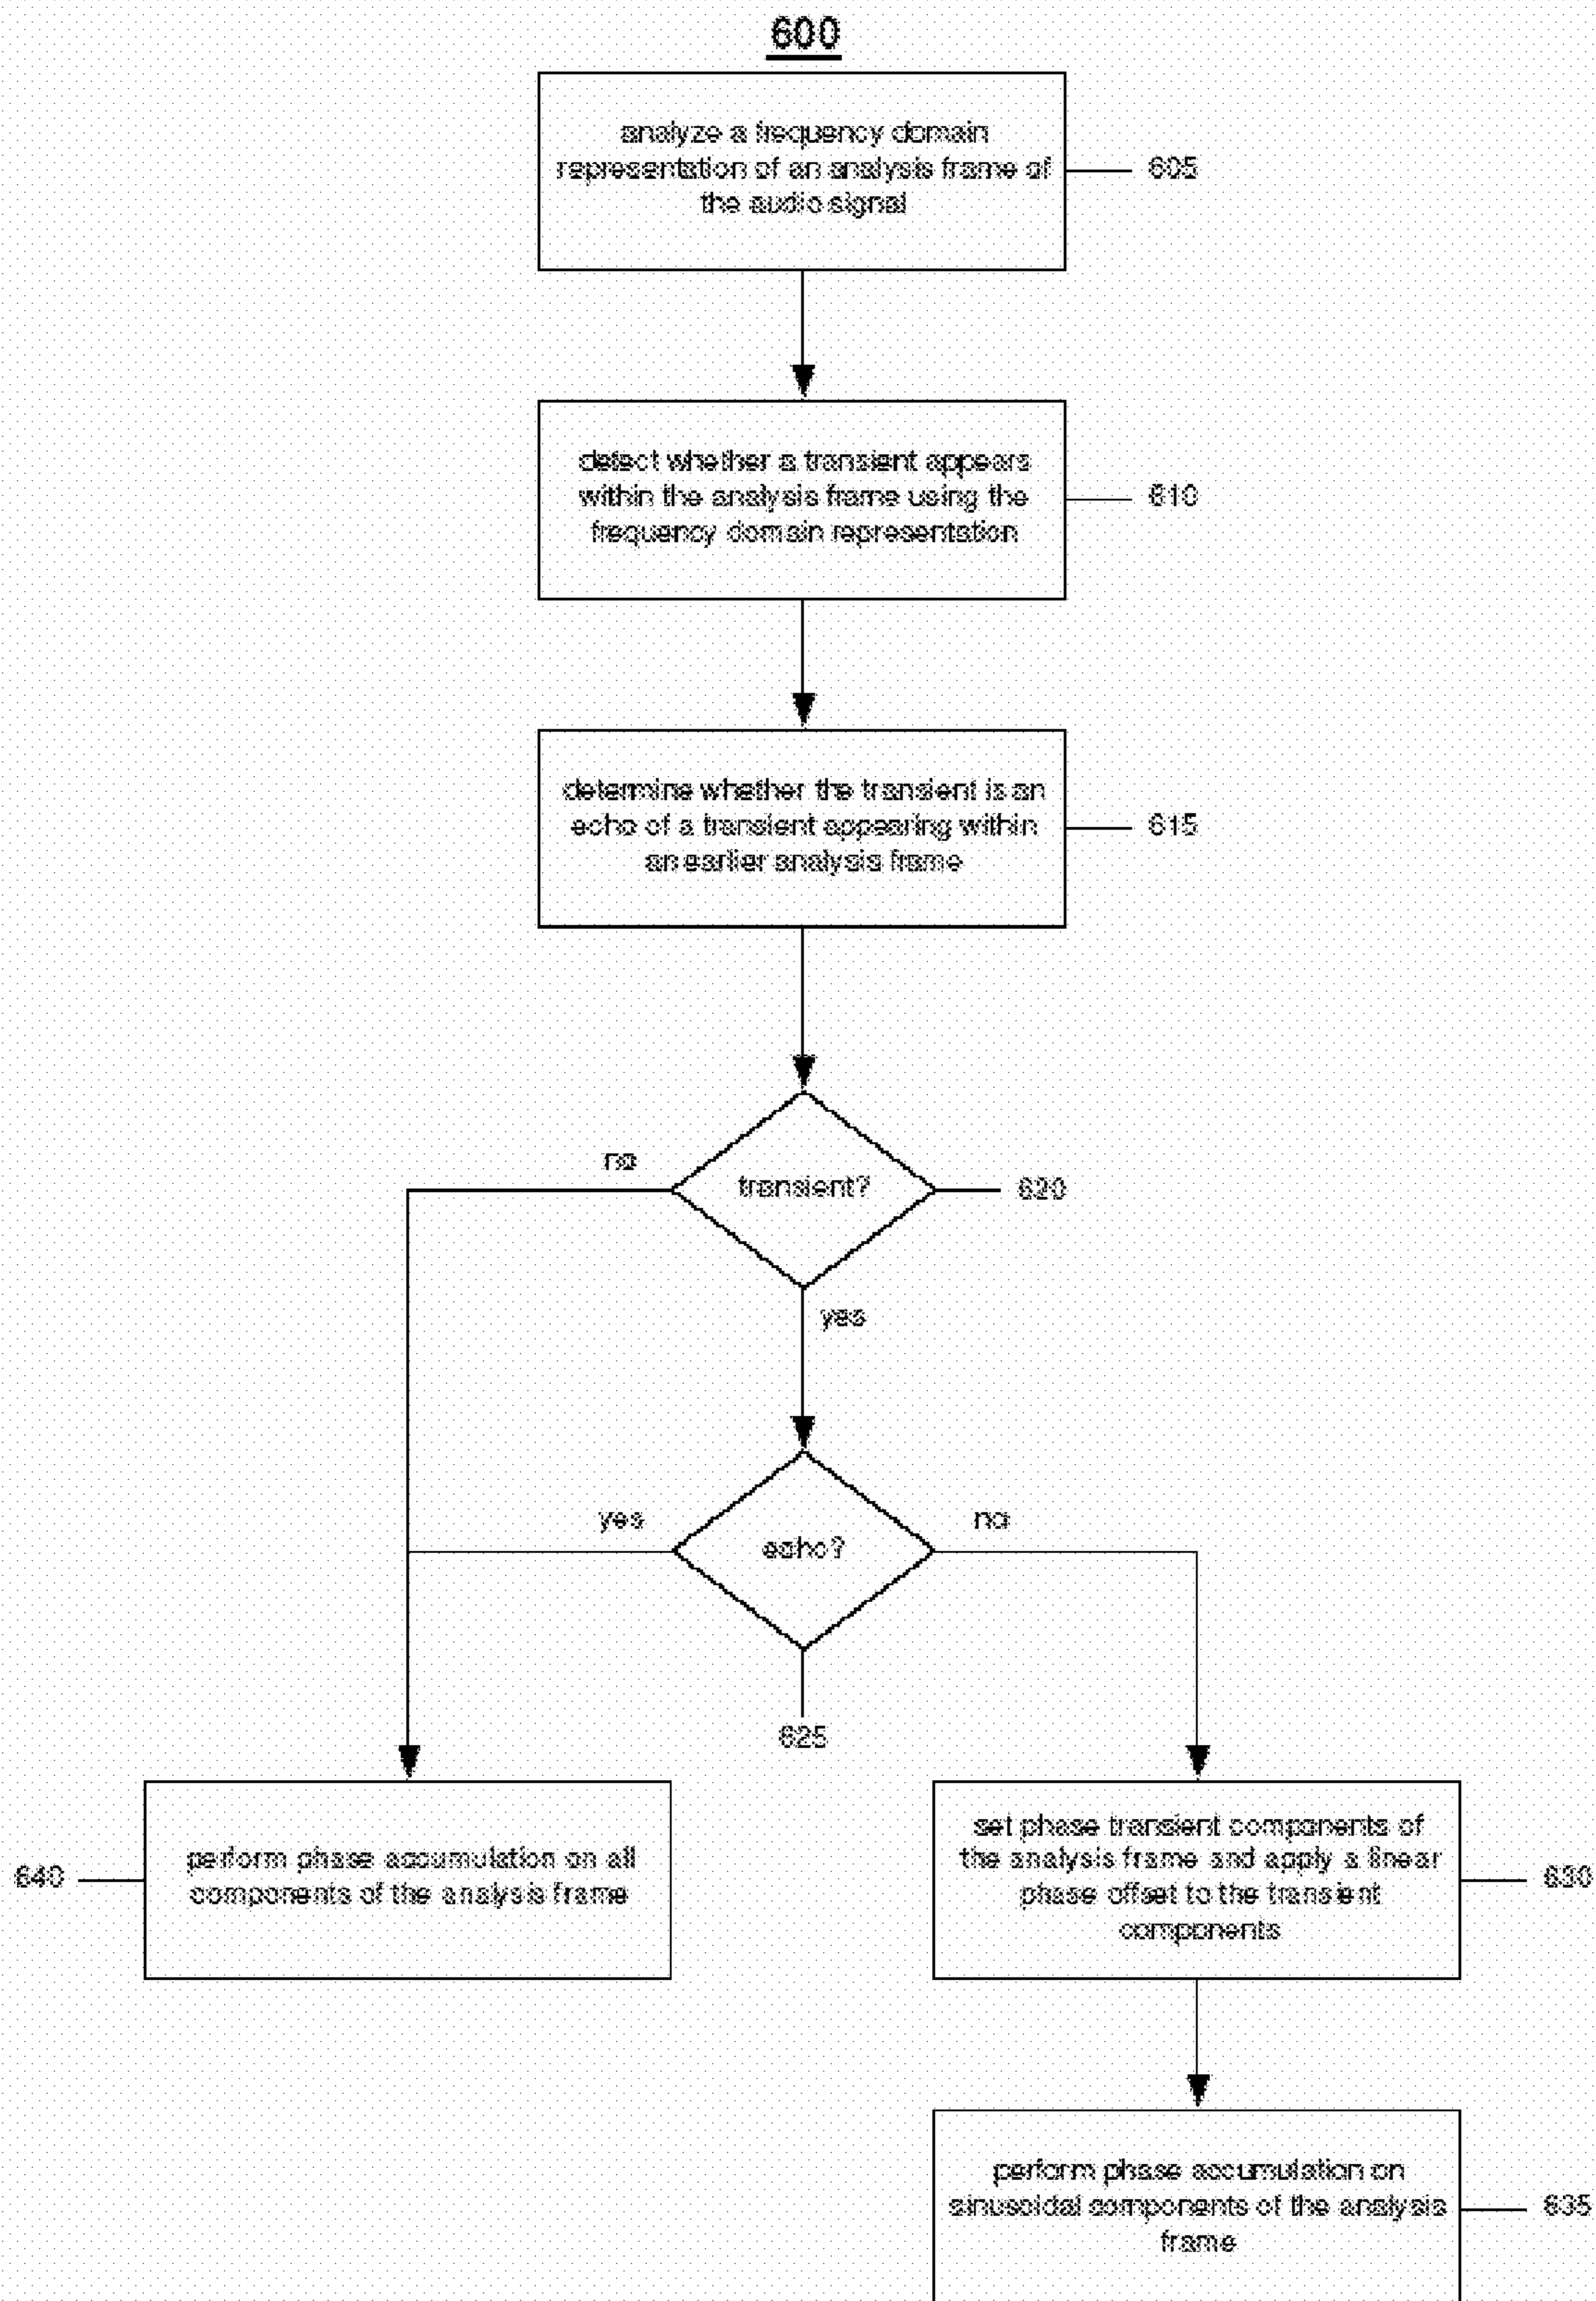 600
analyze a frequency domain
representation of an analysis frame of
the audio signal
605
detect whether a transient appears
within the analysis frame using the
frequency domain representation
610
determine whether the transient is an
echo of a transient appearing within
an earlier analysis frame
615
no
transient?
620
yes
yes
echo?
no
625
640
perform phase accumulation on all
components of the analysis frame
set phase transient components of
the analysis frame and apply a linear
phase offset to the transient
components
630
perform phase accumulation on
sinusoidal components of the analysis
frame
635